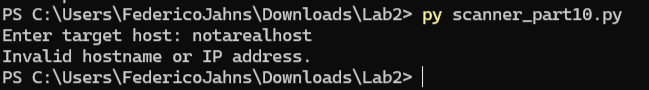 PS C:\Users\FedericoJahns\Downloads\Lab2> py scanner_part10.py
Enter target host: notarealhost
Invalid hostname or IP address.
PS C:\Users\FedericoJahns\Downloads\Lab2>